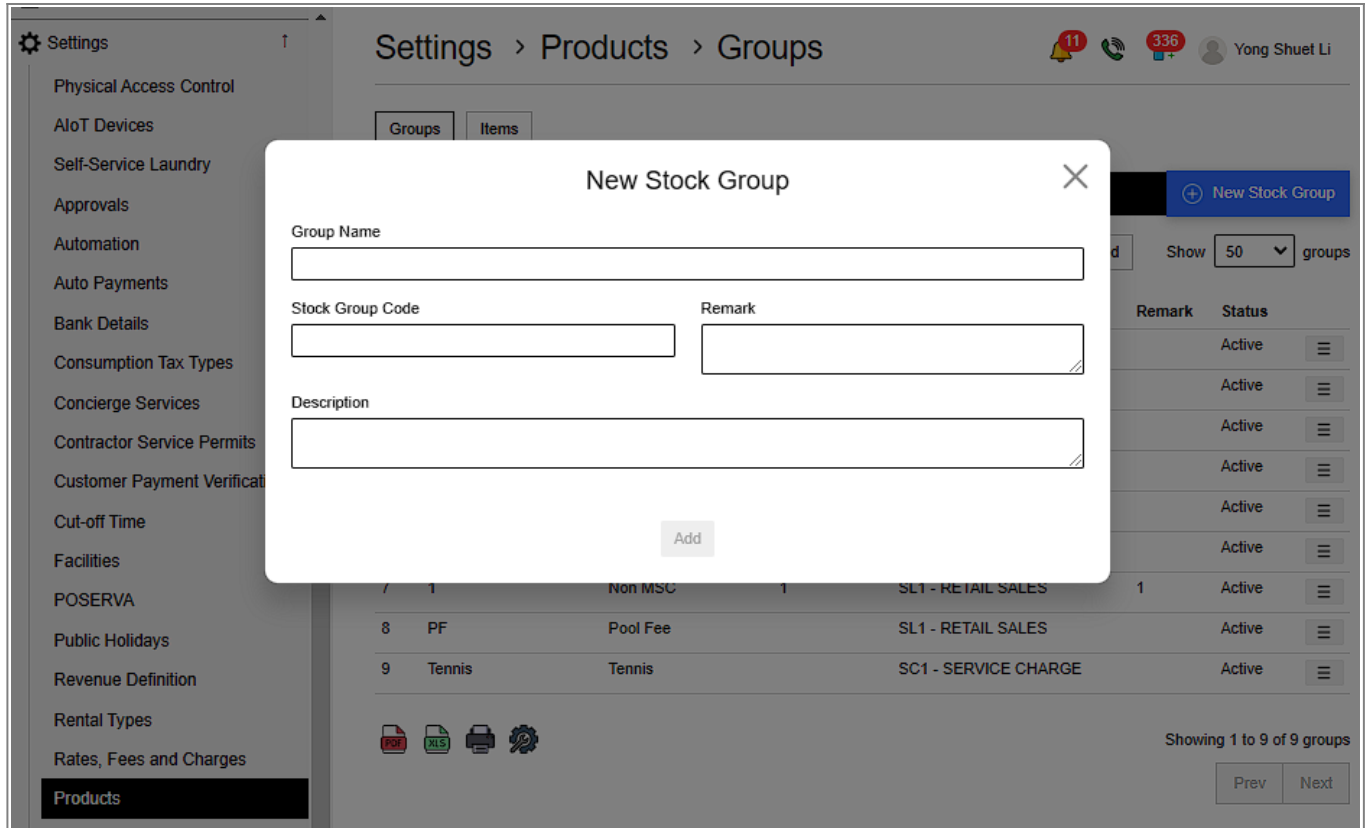 Settings ↑
Physical Access Control
AIoT Devices
Self-Service Laundry
Approvals
Automation
Auto Payments
Bank Details
Consumption Tax Types
Concierge Services
Contractor Service Permits
Customer Payment Verificati
Cut-off Time
Facilities
POSERVA
Public Holidays
Revenue Definition
Rental Types
Rates, Fees and Charges
Products
Settings > Products > Groups
11 336 Yong Shuet Li
Groups Items
New Stock Group
Show 50 groups
Remark Status
Active
Active
Active
Active
Active
Active
7 1 Non MSC 1 SL1 - RETAIL SALES 1 Active
8 PF Pool Fee SL1 - RETAIL SALES Active
9 Tennis Tennis SC1 - SERVICE CHARGE Active
PDF XLS
Showing 1 to 9 of 9 groups
Prev Next
New Stock Group
Group Name
Stock Group Code Remark
Description
Add